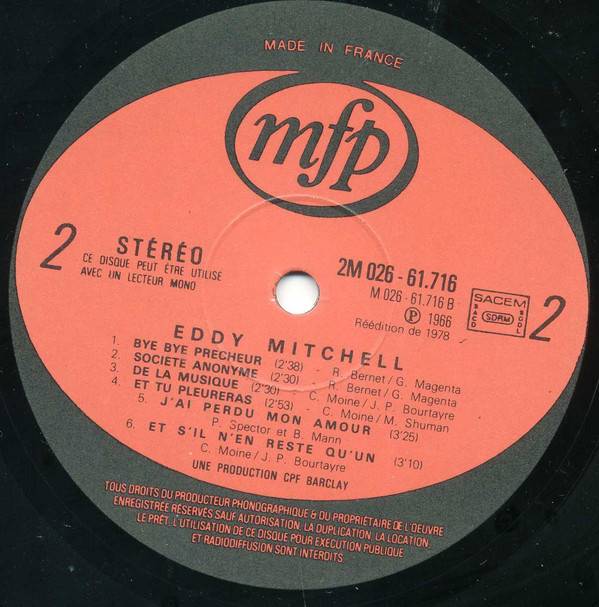 MADE IN FRANCE
mfp
2
STÉRÉO
CE DISQUE PEUT ÊTRE UTILISE
AVEC UN LECTEUR MONO
2M 026 - 61.716
M 026 - 61.716 B
Ⓟ 1966
Réédition de 1978
SACEM
SACD
SDRM
SGDL
2
EDDY MITCHELL
1. BYE BYE PRECHEUR (2'38) - R. Bernet/G. Magenta
2. SOCIETE ANONYME (2'30) - R. Bernet/G. Magenta
3. DE LA MUSIQUE (2'30) - C. Moine/J.P. Bourtayre
4. ET TU PLEURERAS (2'53) - C. Moine/M. Shuman
5. J'AI PERDU MON AMOUR (3'25)
P. Spector et B. Mann
6. ET S'IL N'EN RESTE QU'UN (3'10)
C. Moine/J.P. Bourtayre
UNE PRODUCTION CPF BARCLAY
TOUS DROITS DU PRODUCTEUR PHONOGRAPHIQUE & DU PROPRIÉTAIRE DE L'OEUVRE
ENREGISTRÉE RÉSERVÉS SAUF AUTORISATION, LA DUPLICATION, LA LOCATION,
LE PRÊT, L'UTILISATION DE CE DISQUE POUR EXECUTION PUBLIQUE
ET RADIODIFFUSION SONT INTERDITS